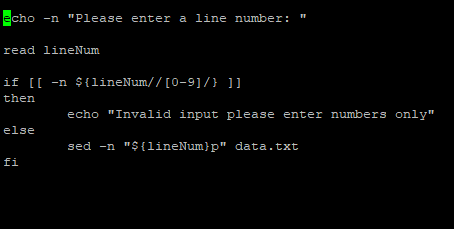 echo -n "Please enter a line number: "
read lineNum
if [[ -n ${lineNum//[0-9]/} ]]
then
echo "Invalid input please enter numbers only"
else
sed -n "${lineNum}p" data.txt
fi